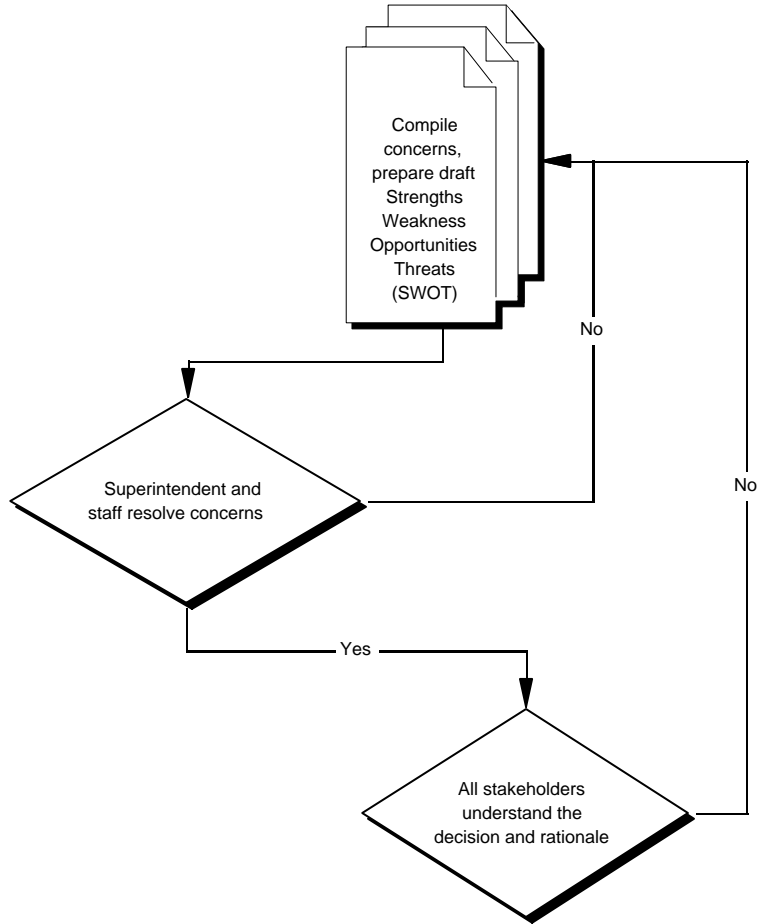 Compile
concerns,
prepare draft
Strengths
Weakness
Opportunities
Threats
(SWOT)
No
Superintendent and
staff resolve concerns
No
Yes
All stakeholders
understand the
decision and rationale